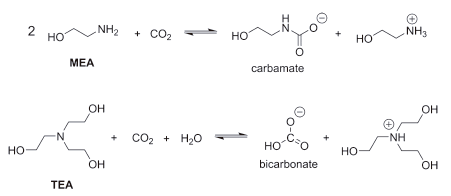 2 HO NH2 + CO2 ⇌ HO H N O ⊖ O + HO ⊕ NH3
MEA
carbamate
OH HO N OH + CO2 + H2O ⇌ ⊖ O HO C O + OH HO ⊕ NH OH
bicarbonate
TEA